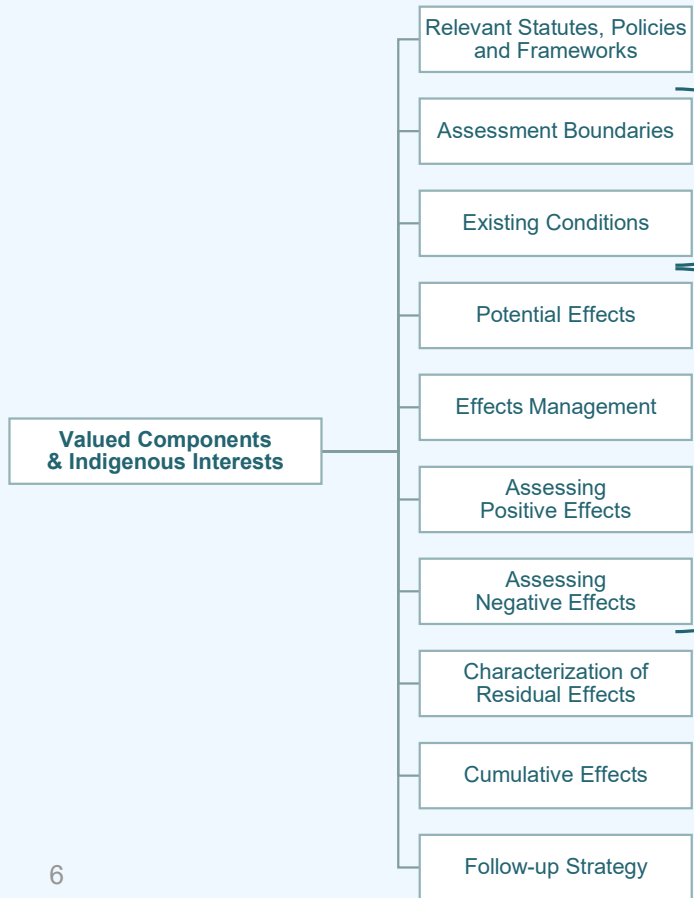 Relevant Statutes, Policies
and Frameworks
Assessment Boundaries
Existing Conditions
Potential Effects
Effects Management
Valued Components
& Indigenous Interests
Assessing
Positive Effects
Assessing
Negative Effects
Characterization of
Residual Effects
Cumulative Effects
Follow-up Strategy
6